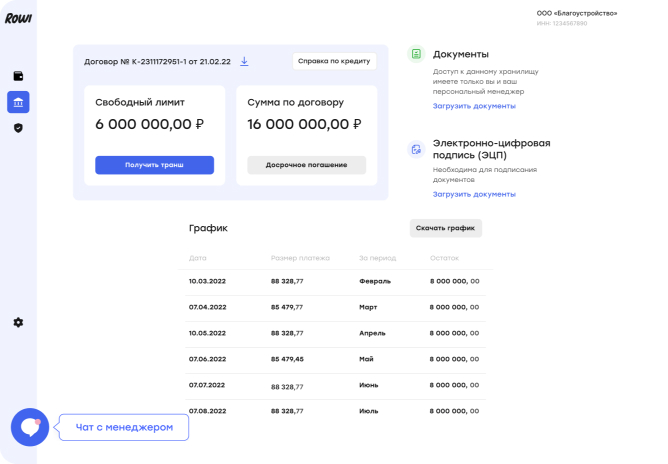 Rowi
ООО «Благоустройство»
ИНН: 1234567890
Договор № К-2311172951-1 от 21.02.22
Справка по кредиту
Свободный лимит
6 000 000,00 ₽
Получить транш
Сумма по договору
16 000 000,00 ₽
Досрочное погашение
Документы
Доступ к данному хранилищу
имеете только вы и ваш
персональный менеджер
Загрузить документы
Электронно-цифровая
подпись (ЭЦП)
Необходима для подписания
документов
Загрузить документы
График
Скачать график
Дата Размер платежа За период Остаток
10.03.2022 88 328,77 Февраль 8 000 000, 00
07.04.2022 85 479,77 Март 8 000 000, 00
10.05.2022 88 328,77 Апрель 8 000 000, 00
07.06.2022 85 479,45 Май 8 000 000, 00
07.07.2022 88 328,77 Июнь 8 000 000, 00
07.08.2022 88 328,77 Июль 8 000 000, 00
Чат с менеджером